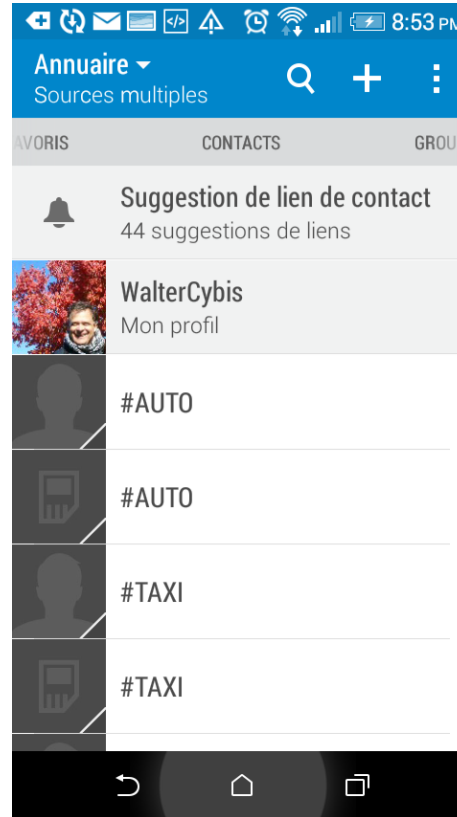 8:53 PM
Annuaire
Sources multiples
AVORIS CONTACTS GROU
Suggestion de lien de contact
44 suggestions de liens
WalterCybis
Mon profil
#AUTO
#AUTO
#TAXI
#TAXI